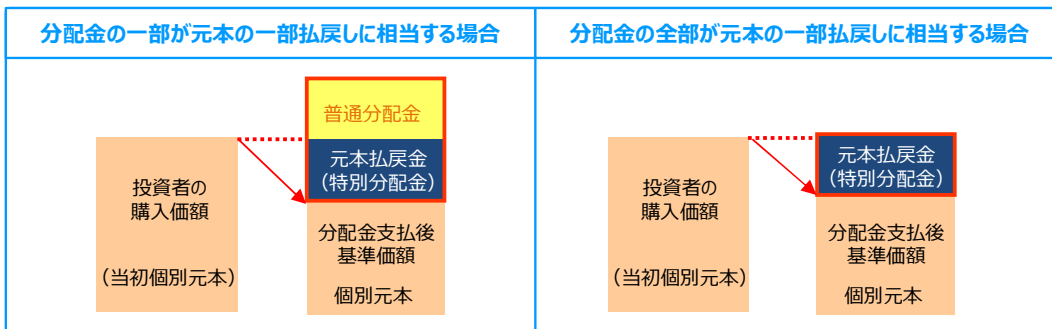 分配金の一部が元本の一部払戻しに相当する場合
普通分配金
元本払戻金
（特別分配金）
投資者の
購入価額
（当初個別元本）
分配金支払後
基準価額
個別元本
分配金の全部が元本の一部払戻しに相当する場合
元本払戻金
（特別分配金）
投資者の
購入価額
（当初個別元本）
分配金支払後
基準価額
個別元本